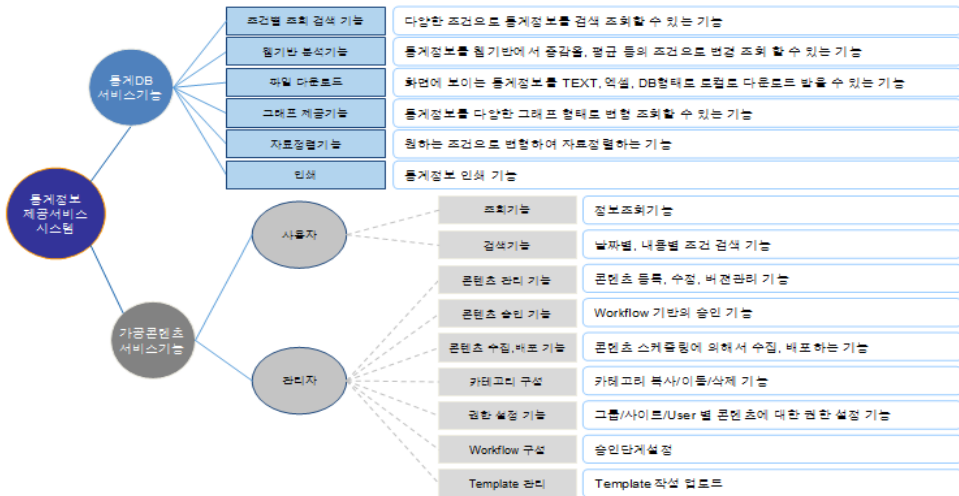 조건별 조회 검색 기능
다양한 조건으로 통계정보를 검색 조회할 수 있는 기능
웹기반 분석기능
통계정보를 웹기반에서 증감율, 평균 등의 조건으로 변경 조회 할 수 있는 기능
파일 다운로드
화면에 보이는 통계정보를 TEXT, 엑셀, DB형태로 로컬로 다운로드 받을 수 있는 기능
그래프 제공기능
통계정보를 다양한 그래프 형태로 변형 조회할 수 있는 기능
자료정렬기능
원하는 조건으로 변형하여 자료정렬하는 기능
인쇄
통계정보 인쇄 기능
통계DB
서비스기능
통계정보
제공서비스
시스템
가공콘텐츠
서비스기능
사용자
조회기능
정보조회기능
검색기능
날짜별, 내용별 조건 검색 기능
관리자
콘텐츠 관리 기능
콘텐츠 등록, 수정, 버젼관리 기능
콘텐츠 승인 기능
Workflow 기반의 승인 기능
콘텐츠 수집,배포 기능
콘텐츠 스케쥴링에 의해서 수집, 배포하는 기능
카테고리 구성
카테고리 복사/이동/삭제 기능
권한 설정 기능
그룹/사이트/User 별 콘텐츠에 대한 권한 설정 기능
Workflow 구성
승인단계설정
Template 관리
Template 작성 업로드